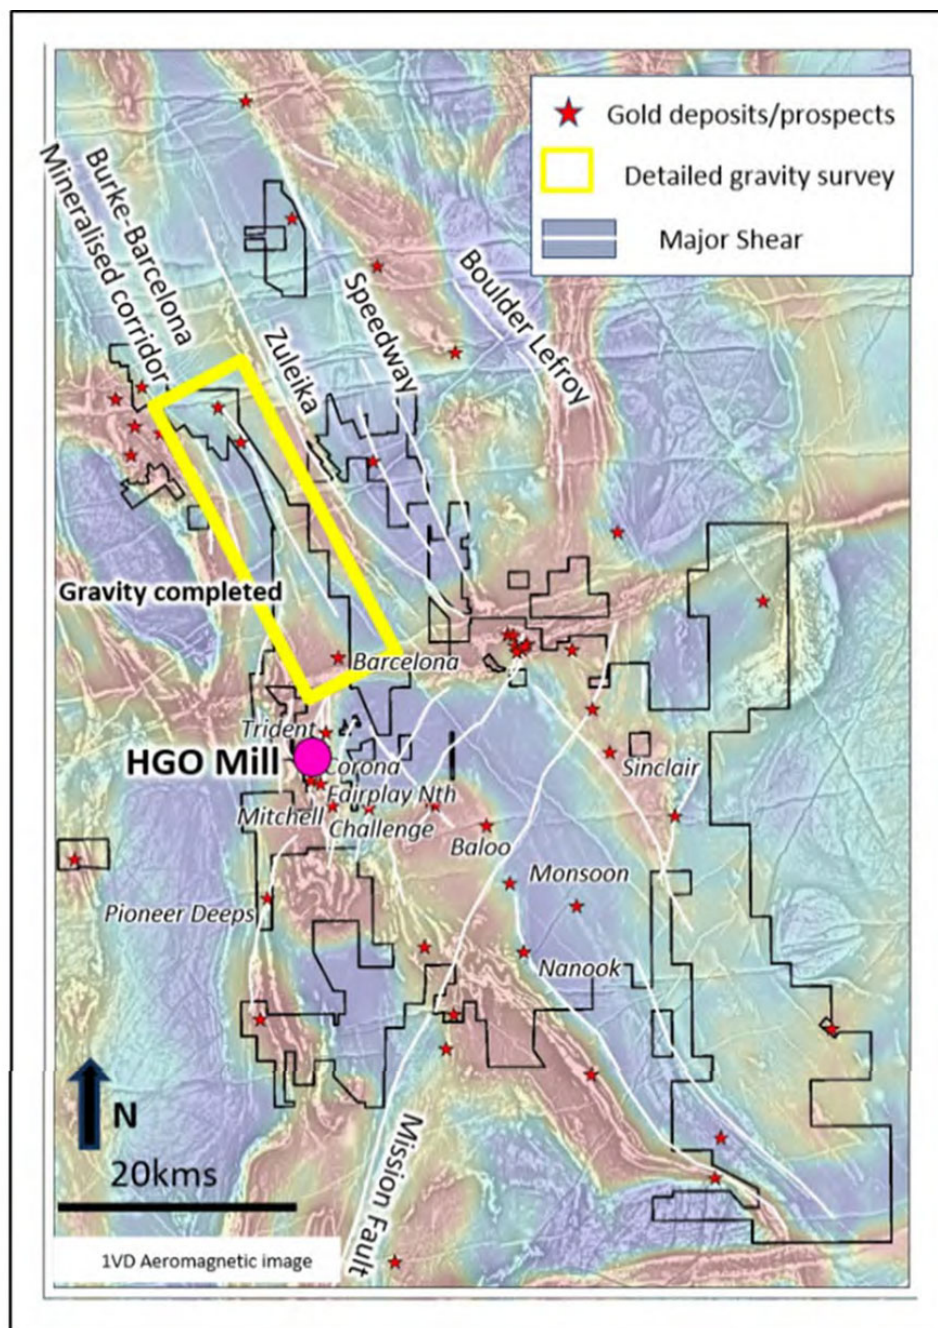 Gold deposits/prospects
Detailed gravity survey
Major Shear
Burke-Barcelona
Mineralised corridor
Zuleika
Speedway
Boulder Lefroy
Gravity completed
Barcelona
Trident
HGO Mill
Corona
Fairplay Nth
Mitchell
Challenge
Sinclair
Baloo
Monsoon
Pioneer Deeps
Nanook
N
20kms
Mission Fault
1VD Aeromagnetic image